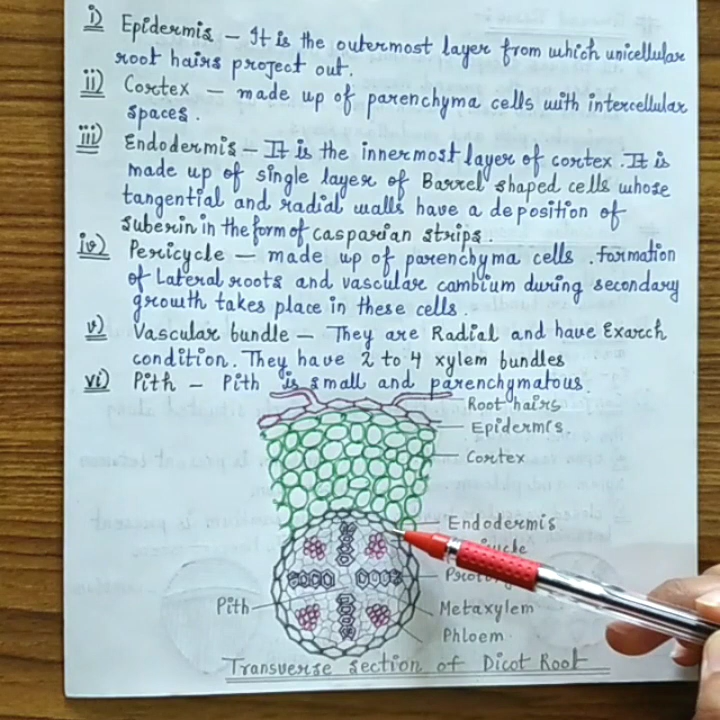 i) Epidermis – It is the outermost layer from which unicellular
root hairs project out.
ii) Cortex – made up of parenchyma cells with intercellular
spaces.
iii) Endodermis – It is the innermost layer of cortex. It is
made up of single layer of Barrel shaped cells whose
tangential and radial walls have a deposition of
suberin in the form of casparian strips.
iv) Pericycle – made up of parenchyma cells. formation
of Lateral roots and vascular cambium during secondary
growth takes place in these cells.
v) Vascular bundle – They are Radial and have Exarch
condition. They have 2 to 4 xylem bundles
vi) Pith – Pith is small and parenchymatous.
Root hairs
Epidermis.
Cortex
Endodermis
Pith
Metaxylem
Phloem
Transverse section of Dicot Root